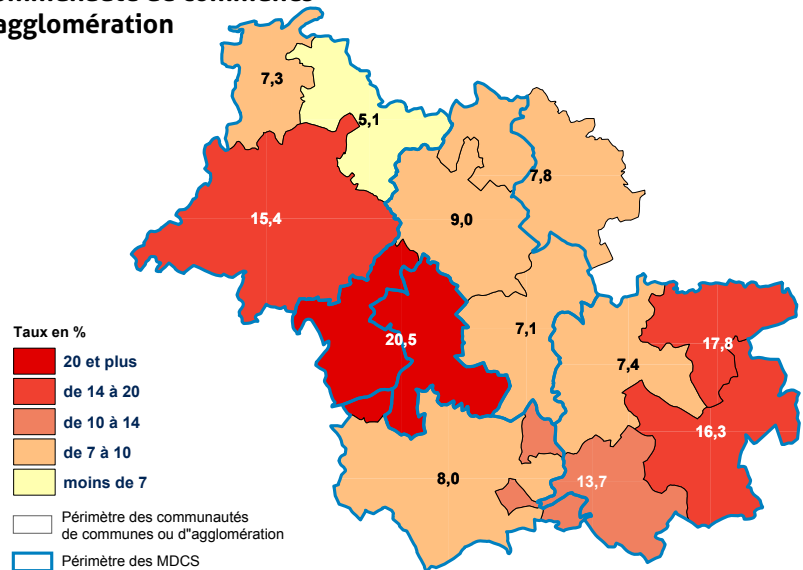 agglomération
7,3
5,1
7,8
15,4
9,0
20,5
7,1
17,8
7,4
16,3
8,0
13,7
Taux en %
20 et plus
de 14 à 20
de 10 à 14
de 7 à 10
moins de 7
Périmètre des communautés
de communes ou d"agglomération
Périmètre des MDCS